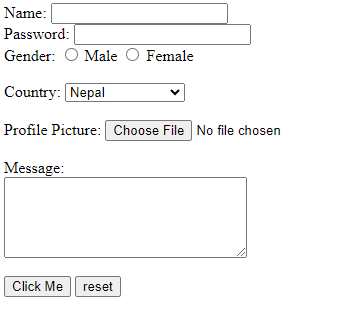 Name:
Password:
Gender: Male Female
Country: Nepal
Profile Picture: Choose File No file chosen
Message:
Click Me reset